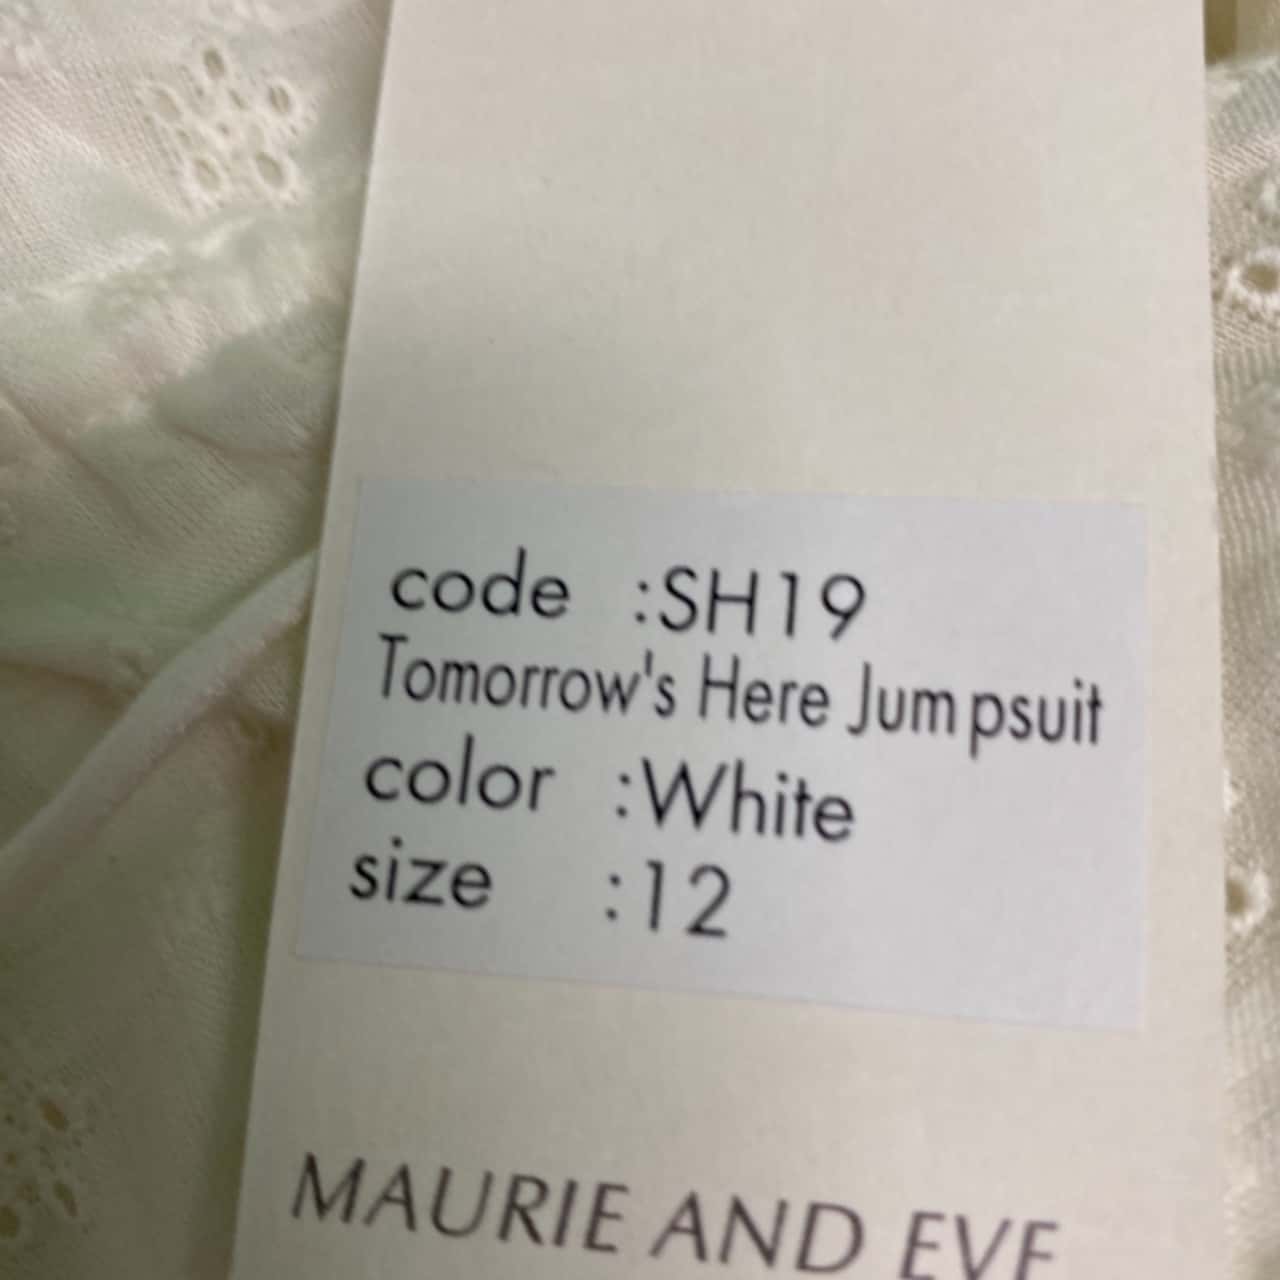 code :SH19
Tomorrow's Here Jumpsuit
color :White
size :12
MAURIE AND EVE